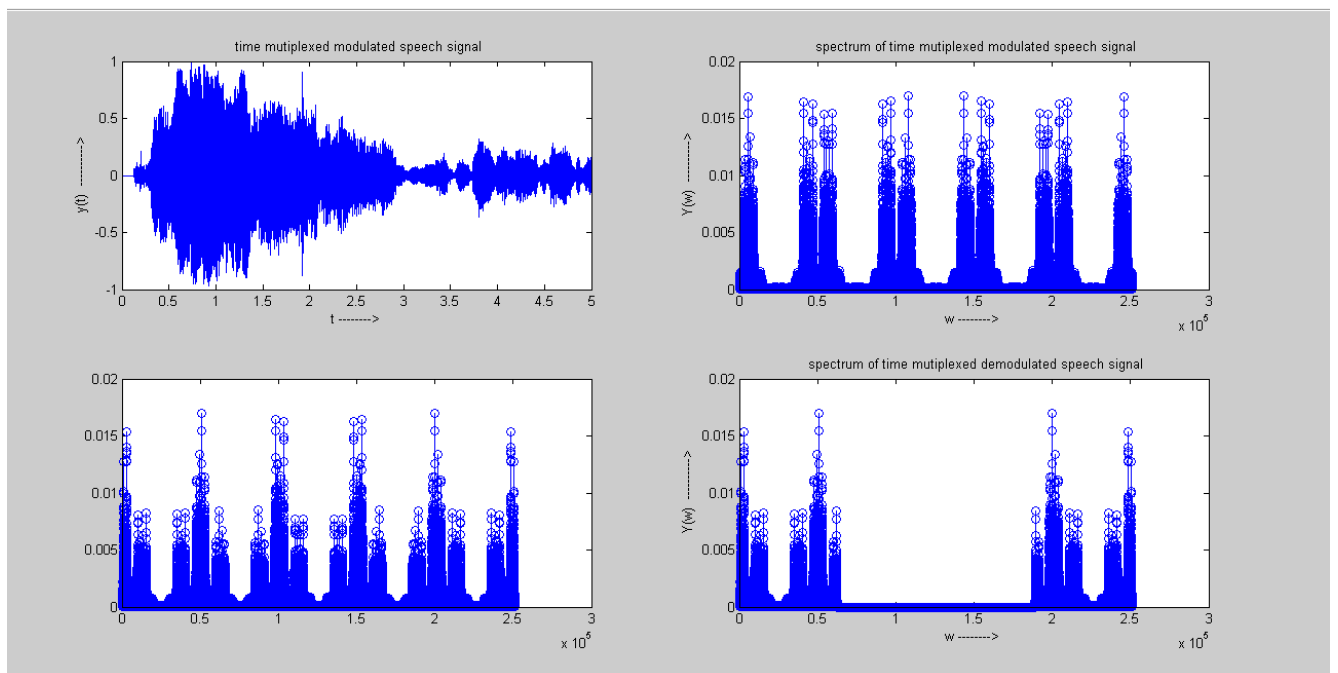 time mutiplexed modulated speech signal
1
0.5
0
-0.5
-1
y(t) -------->
0 0.5 1 1.5 2 2.5 3 3.5 4 4.5 5
t -------->
spectrum of time mutiplexed modulated speech signal
0.02
0.015
0.01
0.005
0
Y(w) -------->
0 0.5 1 1.5 2 2.5 3
x 10^5
w -------->
0.02
0.015
0.01
0.005
0
0 0.5 1 1.5 2 2.5 3
x 10^5
spectrum of time mutiplexed demodulated speech signal
0.02
0.015
0.01
0.005
0
Y(w) -------->
0 0.5 1 1.5 2 2.5 3
x 10^5
w -------->